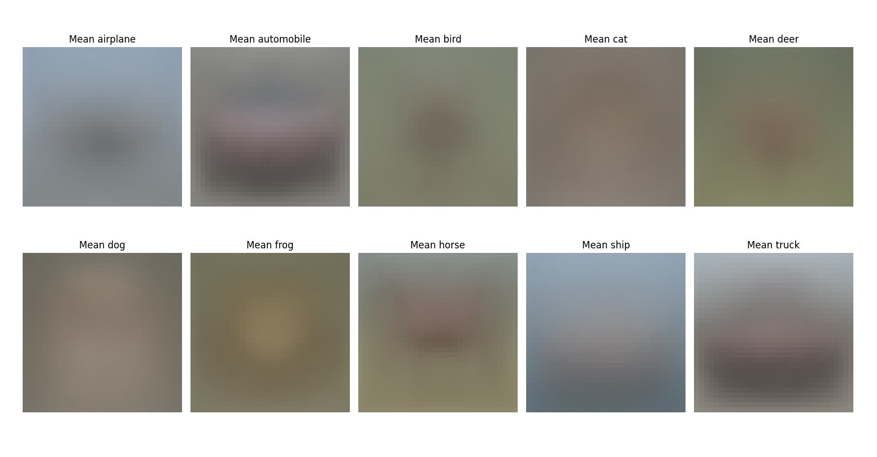 Mean airplane
Mean automobile
Mean bird
Mean cat
Mean deer
Mean dog
Mean frog
Mean horse
Mean ship
Mean truck